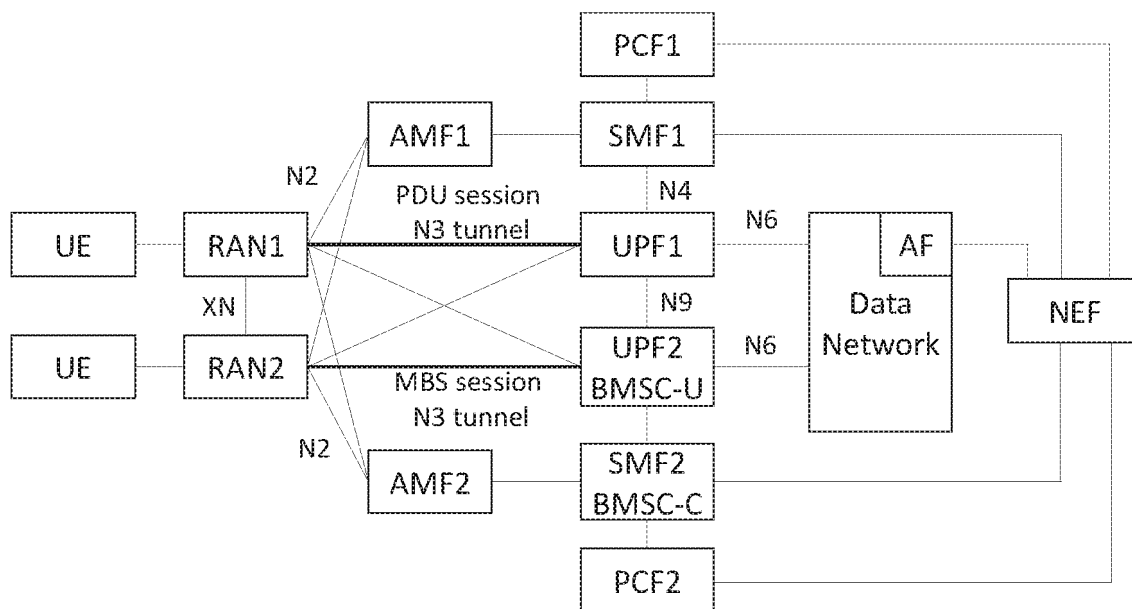 PCF1
AMF1
SMF1
N2
PDU session
N3 tunnel
N4
UE
RAN1
UPF1
N6
AF
XN
N9
Data
Network
NEF
UE
RAN2
UPF2
BMSC-U
N6
MBS session
N3 tunnel
N2
AMF2
SMF2
BMSC-C
PCF2